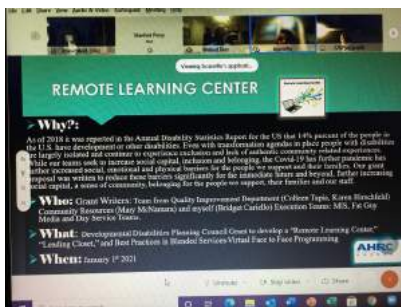 Viewing
REMOTE LEARNING CENTER
Why?:
As of 2018 it was reported in the Annual Disability Statistics Report for the US that 14% percent of the people in
the U.S. have development or other disabilities. Even with transformation agendas in place people with disabilities
are largely isolated and continue to experience exclusion and lack of authentic community related experiences.
While our teams seek to increase social capital, inclusion and belonging, the Covid-19 has further pandemic has
further increased social, emotional and physical barriers for the people we support and their families. Our grant
proposal was written to reduce these barriers significantly for the immediate future and beyond, further increasing
social capital, a sense of community, belonging for the people we support, their families and our staff.
Who: Grant Writers: Team from Quality Improvement Department (Colleen Tapia, Karen Hirschfeld)
Community Resources (Mary McNamara) and myself (Bridget Cariello) Execution Teams: MES, Fat Guy
Media and Day Service Teams.
What: Developmental Disabilities Planning Council Grant to develop a "Remote Learning Center,"
"Lending Closet," and Best Practices in Blended Services Virtual Face to Face Programming
AHRC
When: January 1st 2021
Unmute
Stop Video
Share